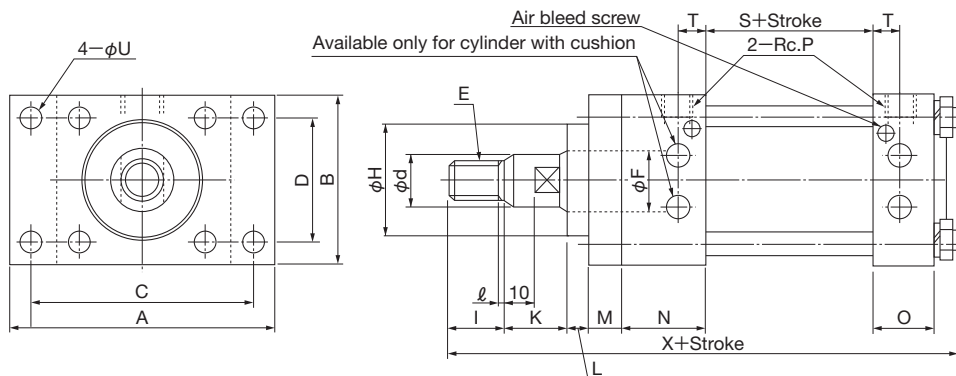 Air bleed screw
T
S+Stroke
T
4−φU
Available only for cylinder with cushion
2−Rc.P
E
D
B
φH
φd
φF
C
A
ℓ
10
I
K
M
N
O
X+Stroke
L